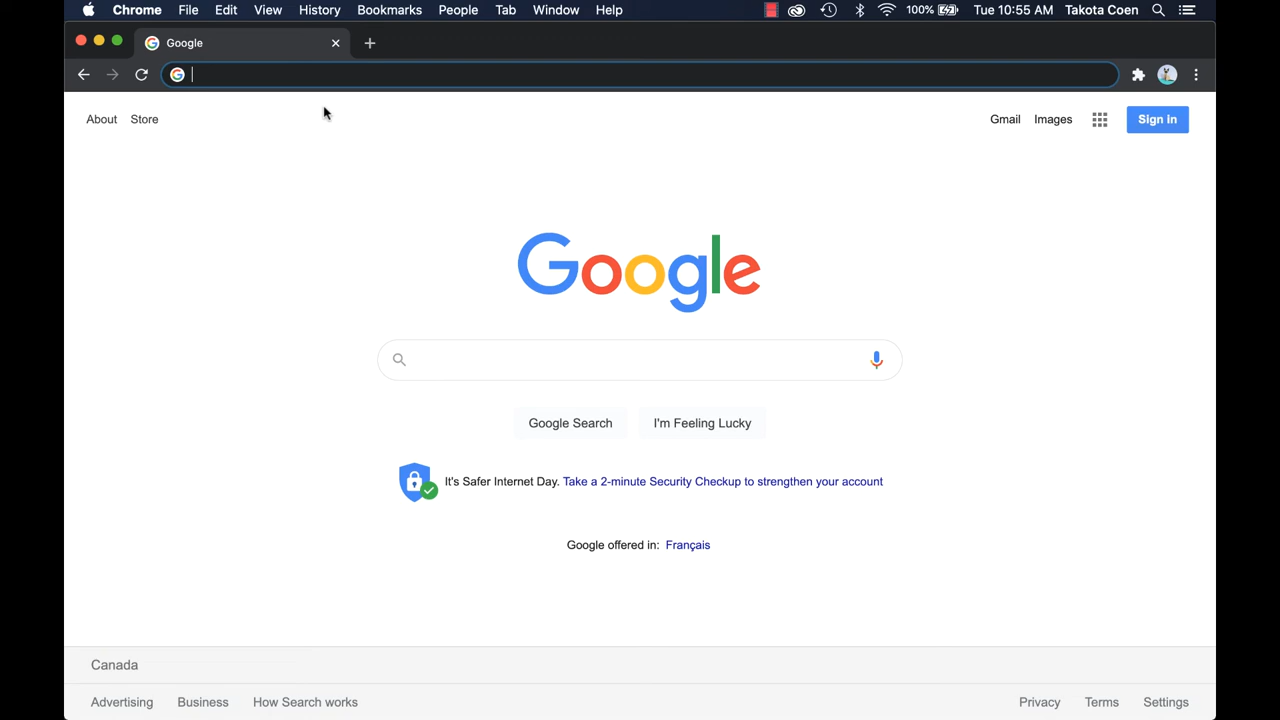 Chrome File Edit View History Bookmarks People Tab Window Help 100% Tue 10:55 AM Takota Coen
Google
About Store Gmail Images Sign in
Google
Google Search I'm Feeling Lucky
It's Safer Internet Day. Take a 2-minute Security Checkup to strengthen your account
Google offered in: Français
Canada
Advertising Business How Search works Privacy Terms Settings